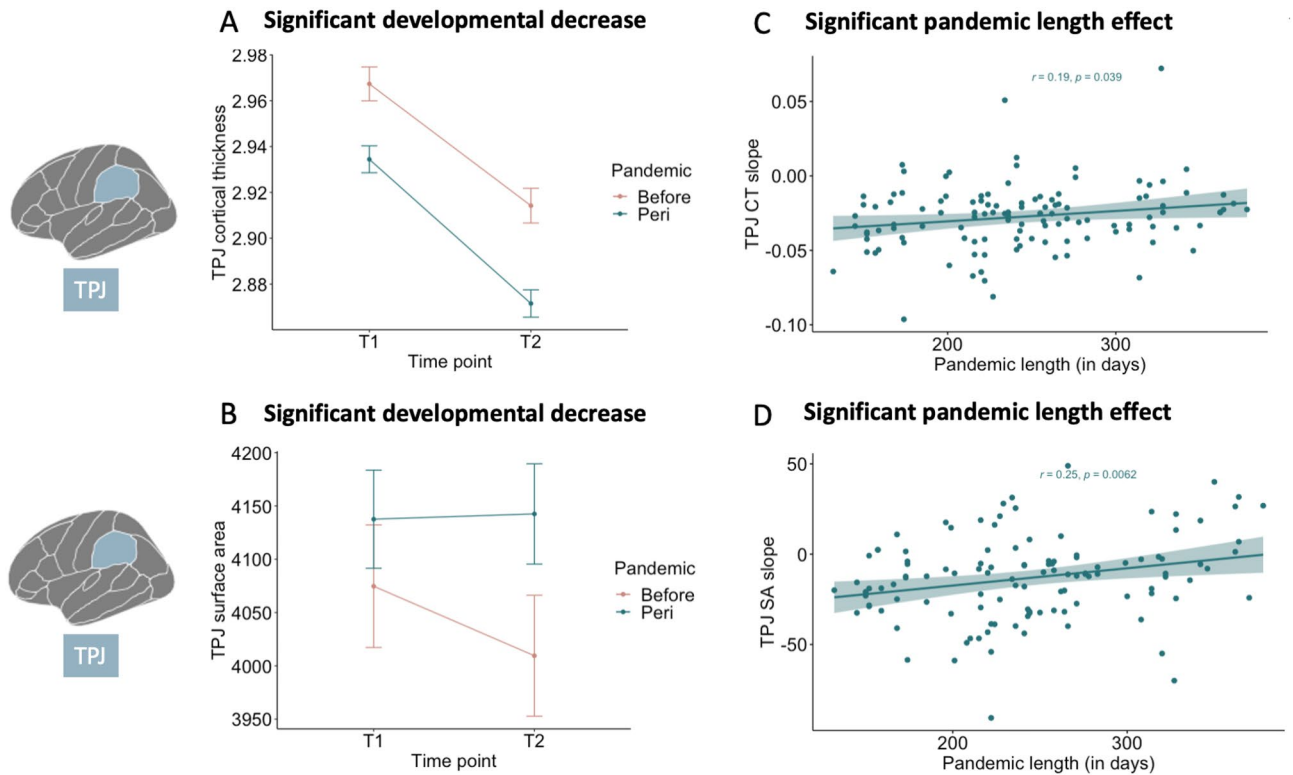 A Significant developmental decrease
2.98
2.96
2.94
2.92
2.90
2.88
TPJ cortical thickness
T1
T2
Time point
Pandemic
Before
Peri
TPJ
C Significant pandemic length effect
r = 0.19, p = 0.039
0.05
0.00
-0.05
-0.10
TPJ CT slope
200
300
Pandemic length (in days)
B Significant developmental decrease
4200
4150
4100
4050
4000
3950
TPJ surface area
T1
T2
Time point
Pandemic
Before
Peri
TPJ
D Significant pandemic length effect
r = 0.25, p = 0.0062
50
0
-50
TPJ SA slope
200
300
Pandemic length (in days)